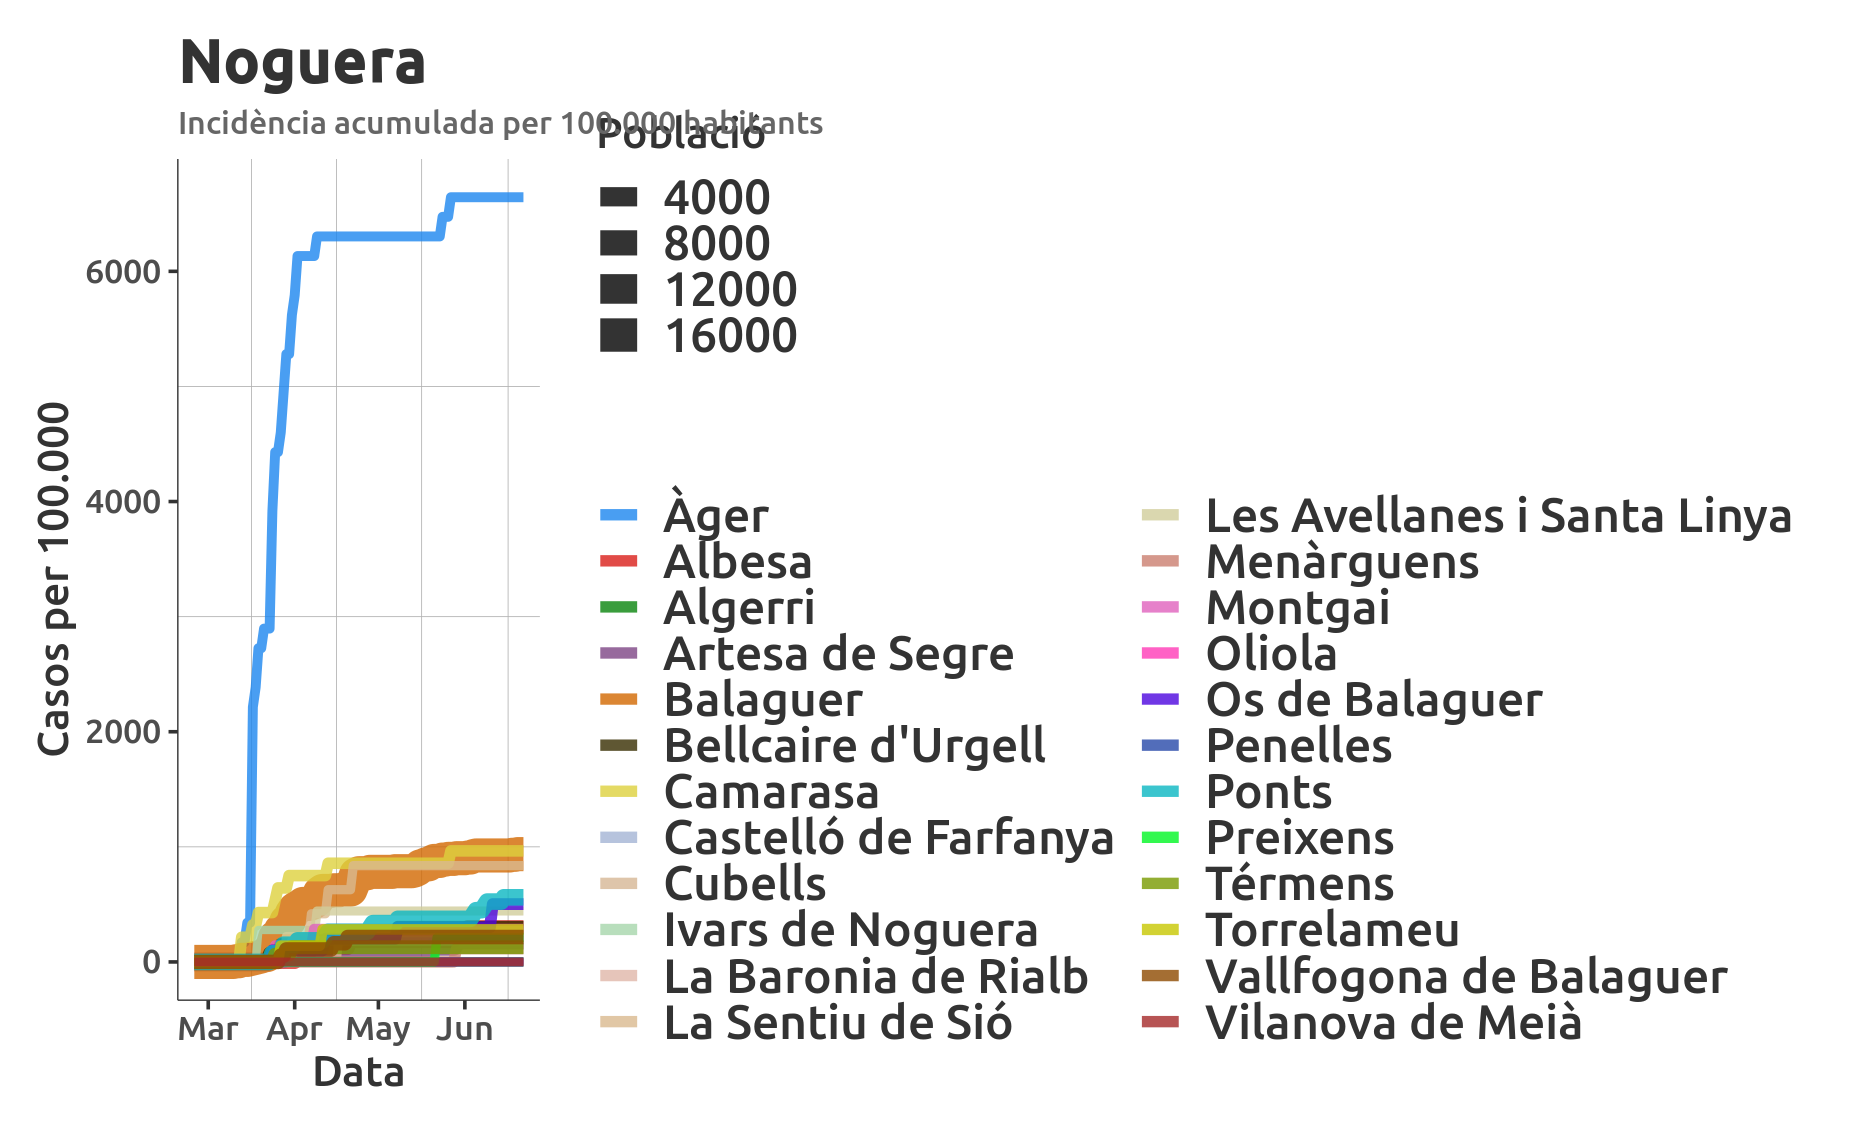 Noguera
Incidència acumulada per 100.000 habitants
Població
4000
8000
12000
16000
Casos per 100.000
6000
4000
2000
0
Mar Apr May Jun
Data
Àger
Albesa
Algerri
Artesa de Segre
Balaguer
Bellcaire d'Urgell
Camarasa
Castelló de Farfanya
Cubells
Ivars de Noguera
La Baronia de Rialb
La Sentiu de Sió
Les Avellanes i Santa Linya
Menàrguens
Montgai
Oliola
Os de Balaguer
Penelles
Ponts
Preixens
Térmens
Torrelameu
Vallfogona de Balaguer
Vilanova de Meià